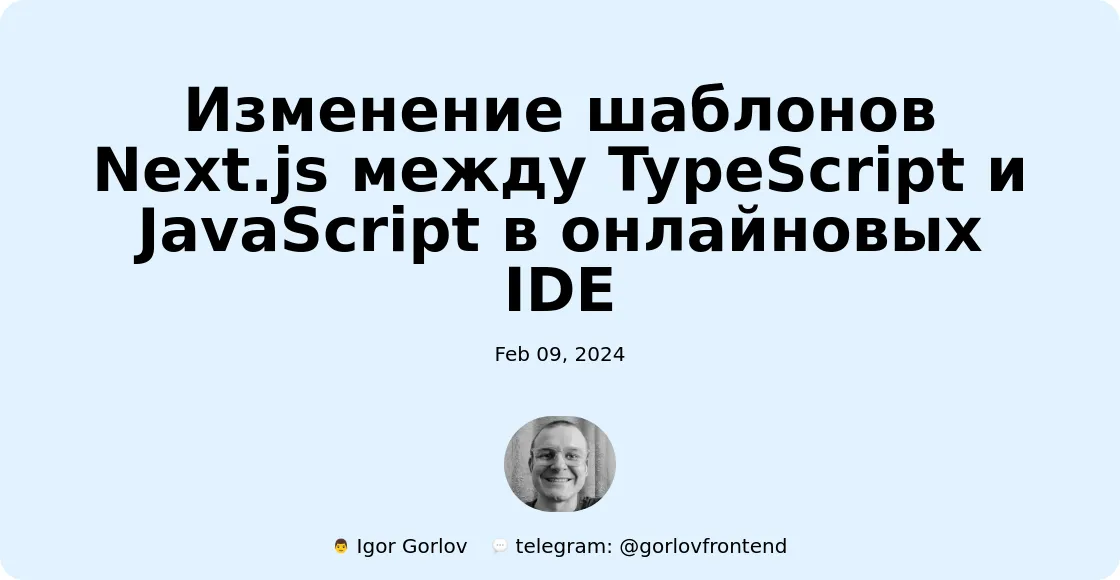 Изменение шаблонов
Next.js между TypeScript и
JavaScript в онлайновых
IDE
Feb 09, 2024
Igor Gorlov telegram: @gorlovfrontend